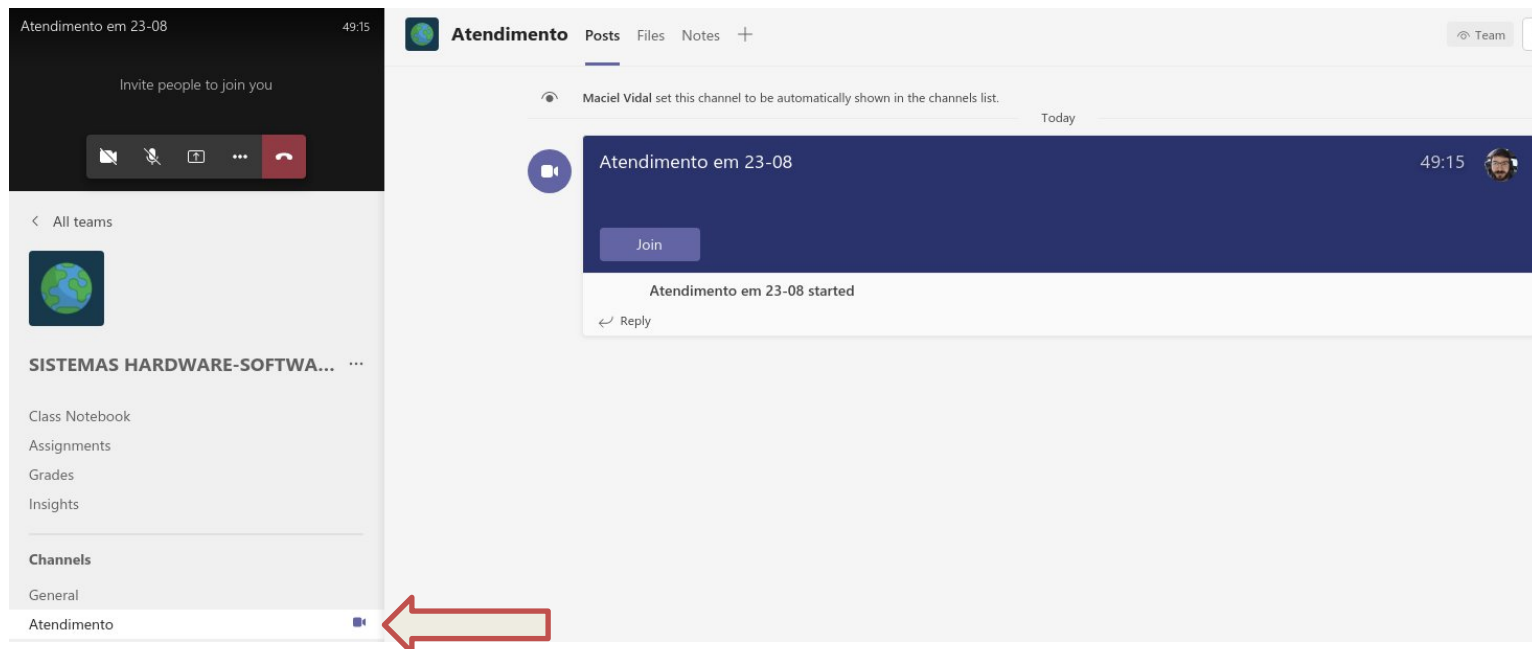 Atendimento em 23-08 49:15
Invite people to join you
All teams
SISTEMAS HARDWARE-SOFTWA... ...
Class Notebook
Assignments
Grades
Insights
Channels
General
Atendimento
Atendimento Posts Files Notes
Team
Maciel Vidal set this channel to be automatically shown in the channels list.
Today
Atendimento em 23-08 49:15
Join
Atendimento em 23-08 started
Reply